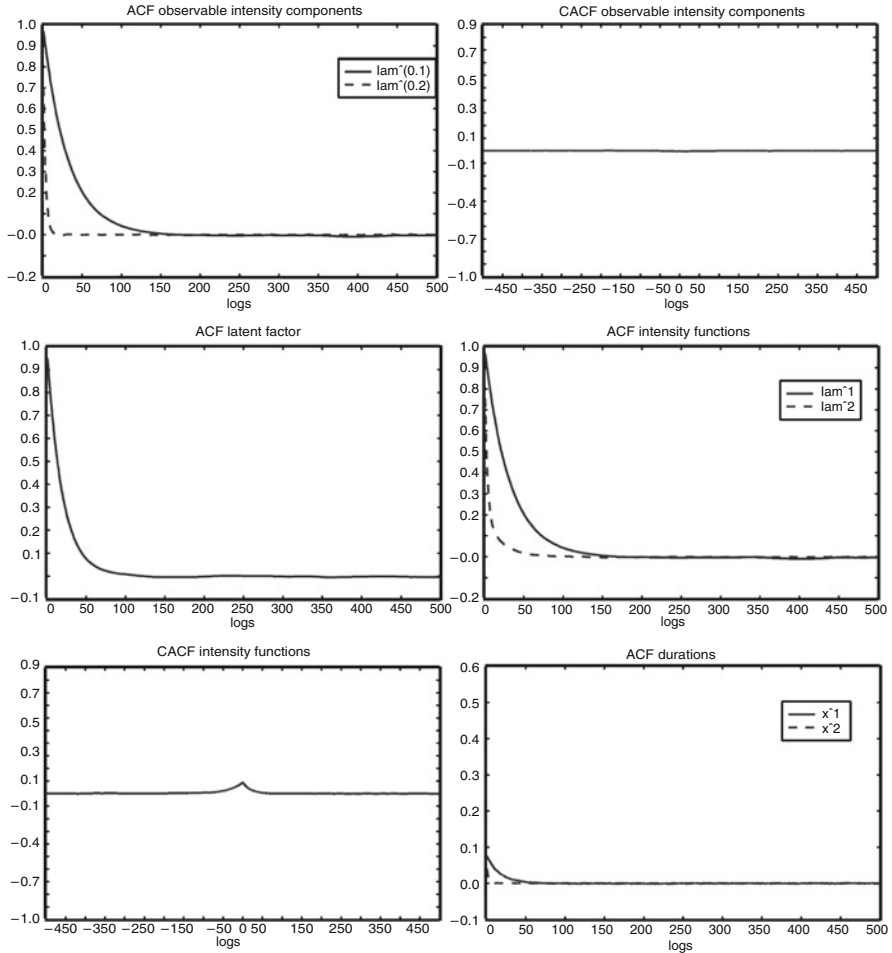 ACF observable intensity components
1.0
0.9
0.8
0.7
0.6
0.5
0.4
0.3
0.2
−0.0
−0.2
0 50 100 150 200 250 300 350 400 450 500
logs
lamˆ(0.1)
lamˆ(0.2)
CACF observable intensity components
0.9
0.7
0.5
0.3
0.1
−0.1
−0.4
−0.7
−1.0
−450 −350 −250 −150 −50 0 50 150 250 350 450
logs
ACF latent factor
1.0
0.9
0.8
0.7
0.6
0.5
0.4
0.3
0.2
0.1
−0.1
0 50 100 150 200 250 300 350 400 450 500
logs
ACF intensity functions
1.0
0.9
0.8
0.7
0.6
0.5
0.4
0.3
0.2
−0.0
−0.2
0 50 100 150 200 250 300 350 400 450 500
logs
lamˆ1
lamˆ2
CACF intensity functions
0.9
0.7
0.5
0.3
0.1
−0.1
−0.4
−0.7
−1.0
−450 −350 −250 −150 −50 0 50 150 250 350 450
logs
ACF durations
0.6
0.5
0.4
0.3
0.2
0.1
0.0
−0.1
0 50 100 150 200 250 300 350 400 450 500
logs
xˆ1
xˆ2